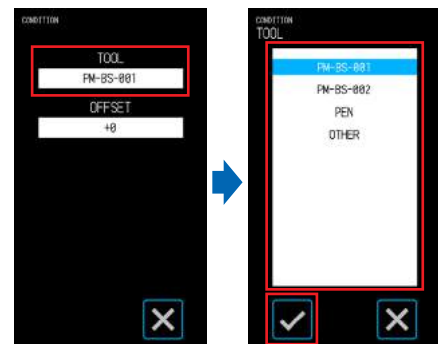 CONDITION
TOOL
PM-BS-001
OFFSET
+0
CONDITION
TOOL
PM-BS-001
PM-BS-002
PEN
OTHER